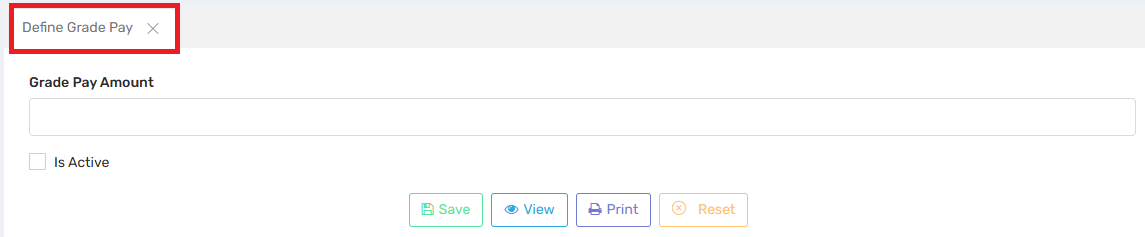 Define Grade Pay
Grade Pay Amount
Is Active
Save View Print Reset